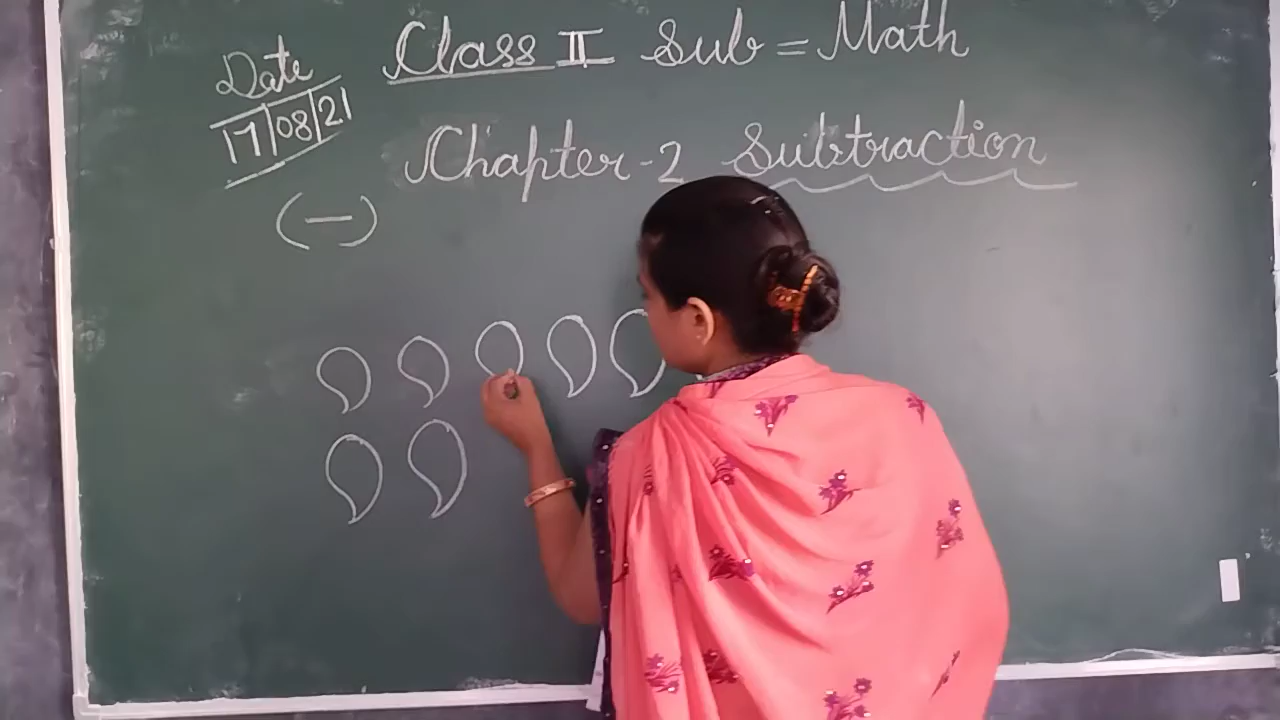 Class II Sub = Math
Date
17/08/21
Chapter-2 Subtraction
(-)